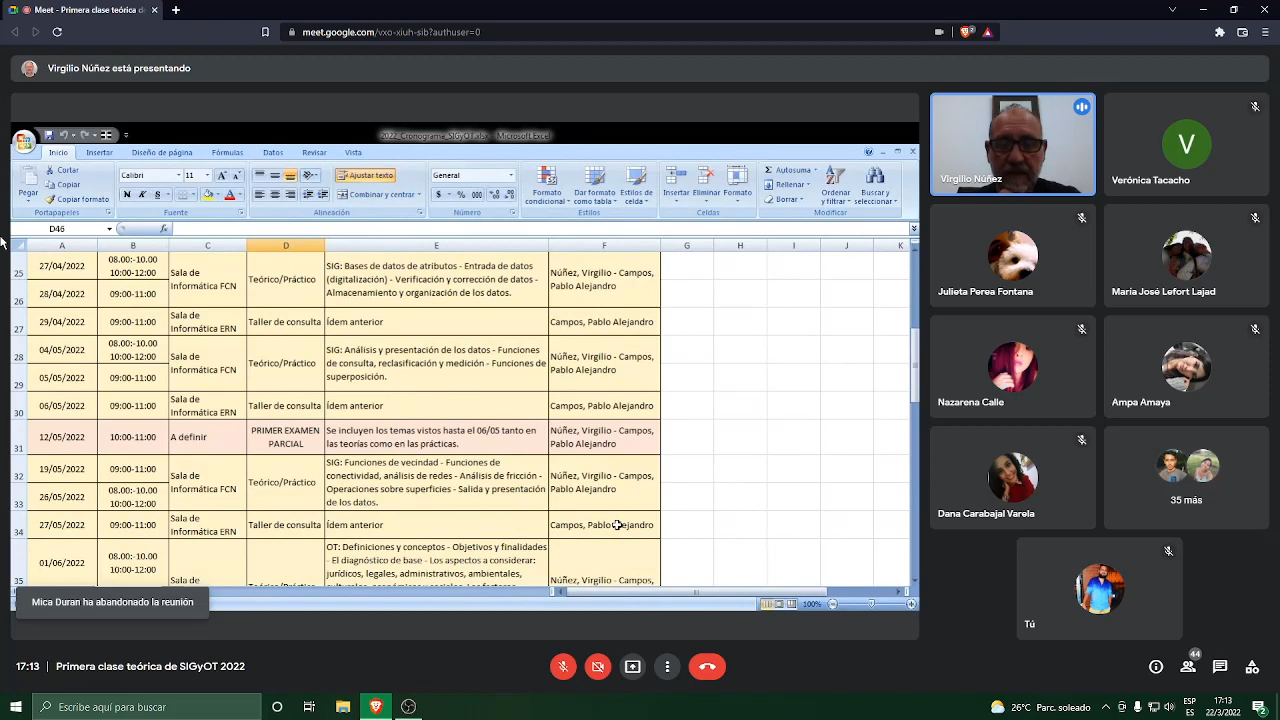 Meet - Primera clase teórica de
meet.google.com/vxo-xiuh-sib?authuser=0
2
Virgilio Núñez está presentando
2022_Cronograma_SIGyOT.xlsx - Microsoft Excel
Inicio Insertar Diseño de página Fórmulas Datos Revisar Vista
Pegar
Cortar
Copiar
Copiar formato
Portapapeles
Calibri 11
N K S
Fuente
Ajustar texto
Combinar y centrar
Alineación
General
$ % 000
Número
Formato condicional
Dar formato como tabla
Estilos de celda
Estilos
Insertar Eliminar Formato
Celdas
Autosuma
Rellenar
Borrar
Ordenar y filtrar
Buscar y seleccionar
Modificar
D46
fx
A B C D E F G H I J K
25 27/04/2022 08.00:-10.00
10:00-12:00
26 28/04/2022 09:00-11:00
Sala de
Informática FCN
Teórico/Práctico
SIG: Bases de datos de atributos - Entrada de datos
(digitalización) - Verificación y corrección de datos -
Almacenamiento y organización de los datos.
Núñez, Virgilio - Campos,
Pablo Alejandro
27 29/04/2022 09:00-11:00
Sala de
Informática ERN
Taller de consulta Ídem anterior Campos, Pablo Alejandro
28 04/05/2022 08.00:-10.00
10:00-12:00
29 05/05/2022 09:00-11:00
Sala de
Informática FCN
Teórico/Práctico
SIG: Análisis y presentación de los datos - Funciones
de consulta, reclasificación y medición - Funciones de
superposición.
Núñez, Virgilio - Campos,
Pablo Alejandro
30 06/05/2022 09:00-11:00
Sala de
Informática ERN
Taller de consulta Ídem anterior Campos, Pablo Alejandro
31 12/05/2022 10:00-11:00 A definir
PRIMER EXAMEN
PARCIAL
Se incluyen los temas vistos hasta el 06/05 tanto en
las teorías como en las prácticas.
Núñez, Virgilio - Campos,
Pablo Alejandro
32 19/05/2022 09:00-11:00
33 26/05/2022 08.00:-10.00
10:00-12:00
Sala de
Informática FCN
Teórico/Práctico
SIG: Funciones de vecindad - Funciones de
conectividad, análisis de redes - Análisis de fricción -
Operaciones sobre superficies - Salida y presentación
de los datos.
Núñez, Virgilio - Campos,
Pablo Alejandro
34 27/05/2022 09:00-11:00
Sala de
Informática ERN
Taller de consulta Ídem anterior Campos, Pablo Alejandro
35 01/06/2022 08.00:-10.00
10:00-12:00
Sala de
OT: Definiciones y conceptos - Objetivos y finalidades
- El diagnóstico de base - Los aspectos a considerar:
jurídicos, legales, administrativos, ambientales,
Núñez, Virgilio - Campos,
100%
Mica Duran ha abandonado la reunión
Virgilio Núñez
V
Verónica Tacacho
Julieta Perea Fontana
María José Lefort Lajad
Nazarena Calle
Ampa Amaya
Dana Carabajal Varela
35 más
Tú
17:13 Primera clase teórica de SIGyOT 2022
44
Escribe aquí para buscar
26°C Parc. soleado
ESP
17:13
22/3/2022
2